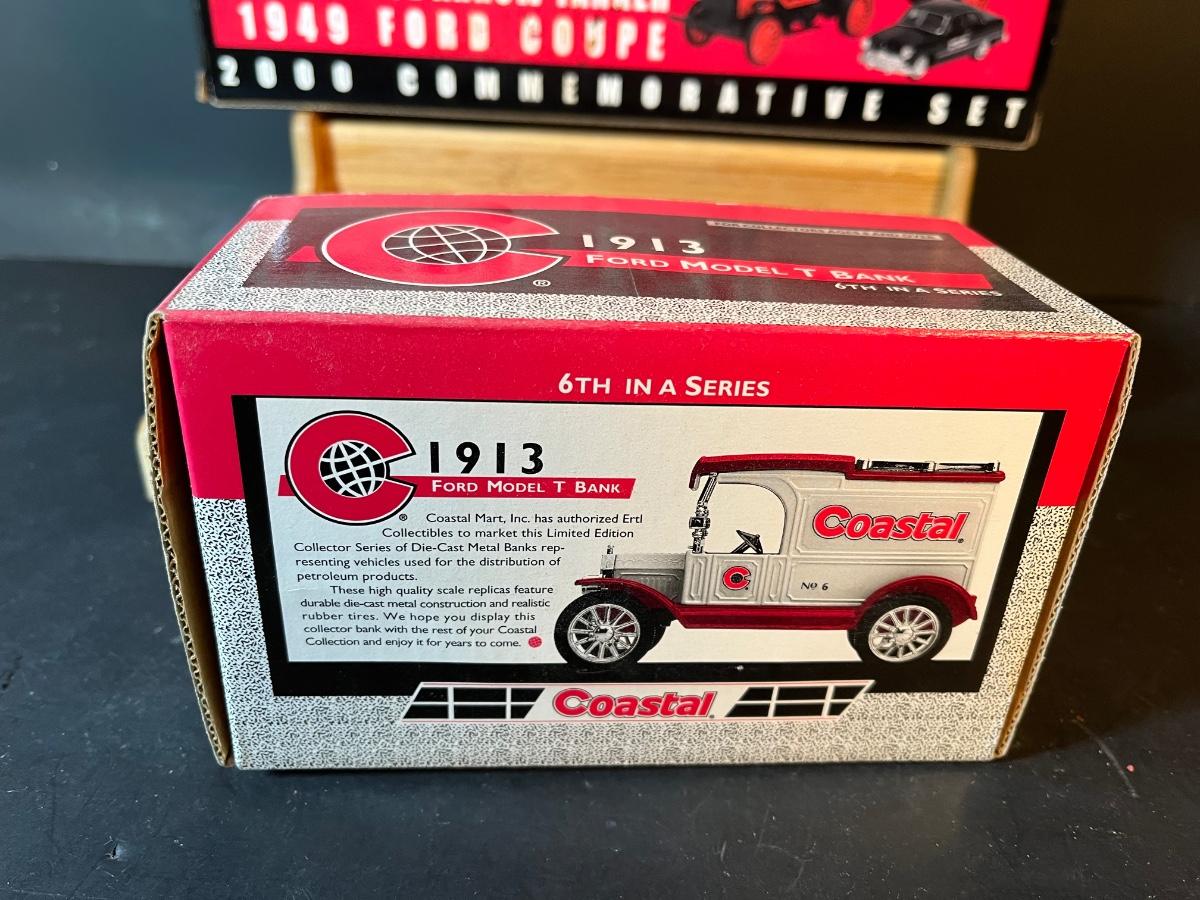 TANKER
1949 FORD COUPE
2000 COMMEMORATIVE SET
1913
FORD MODEL T BANK
6TH IN A SERIES
®
6TH IN A SERIES
1913
FORD MODEL T BANK
®
Coastal Mart, Inc. has authorized Ertl
Collectibles to market this Limited Edition
Collector Series of Die-Cast Metal Banks rep-
resenting vehicles used for the distribution of
petroleum products.
These high quality scale replicas feature
durable die-cast metal construction and realistic
rubber tires. We hope you display this
collector bank with the rest of your Coastal
Collection and enjoy it for years to come.
Coastal
C
No 6
Coastal